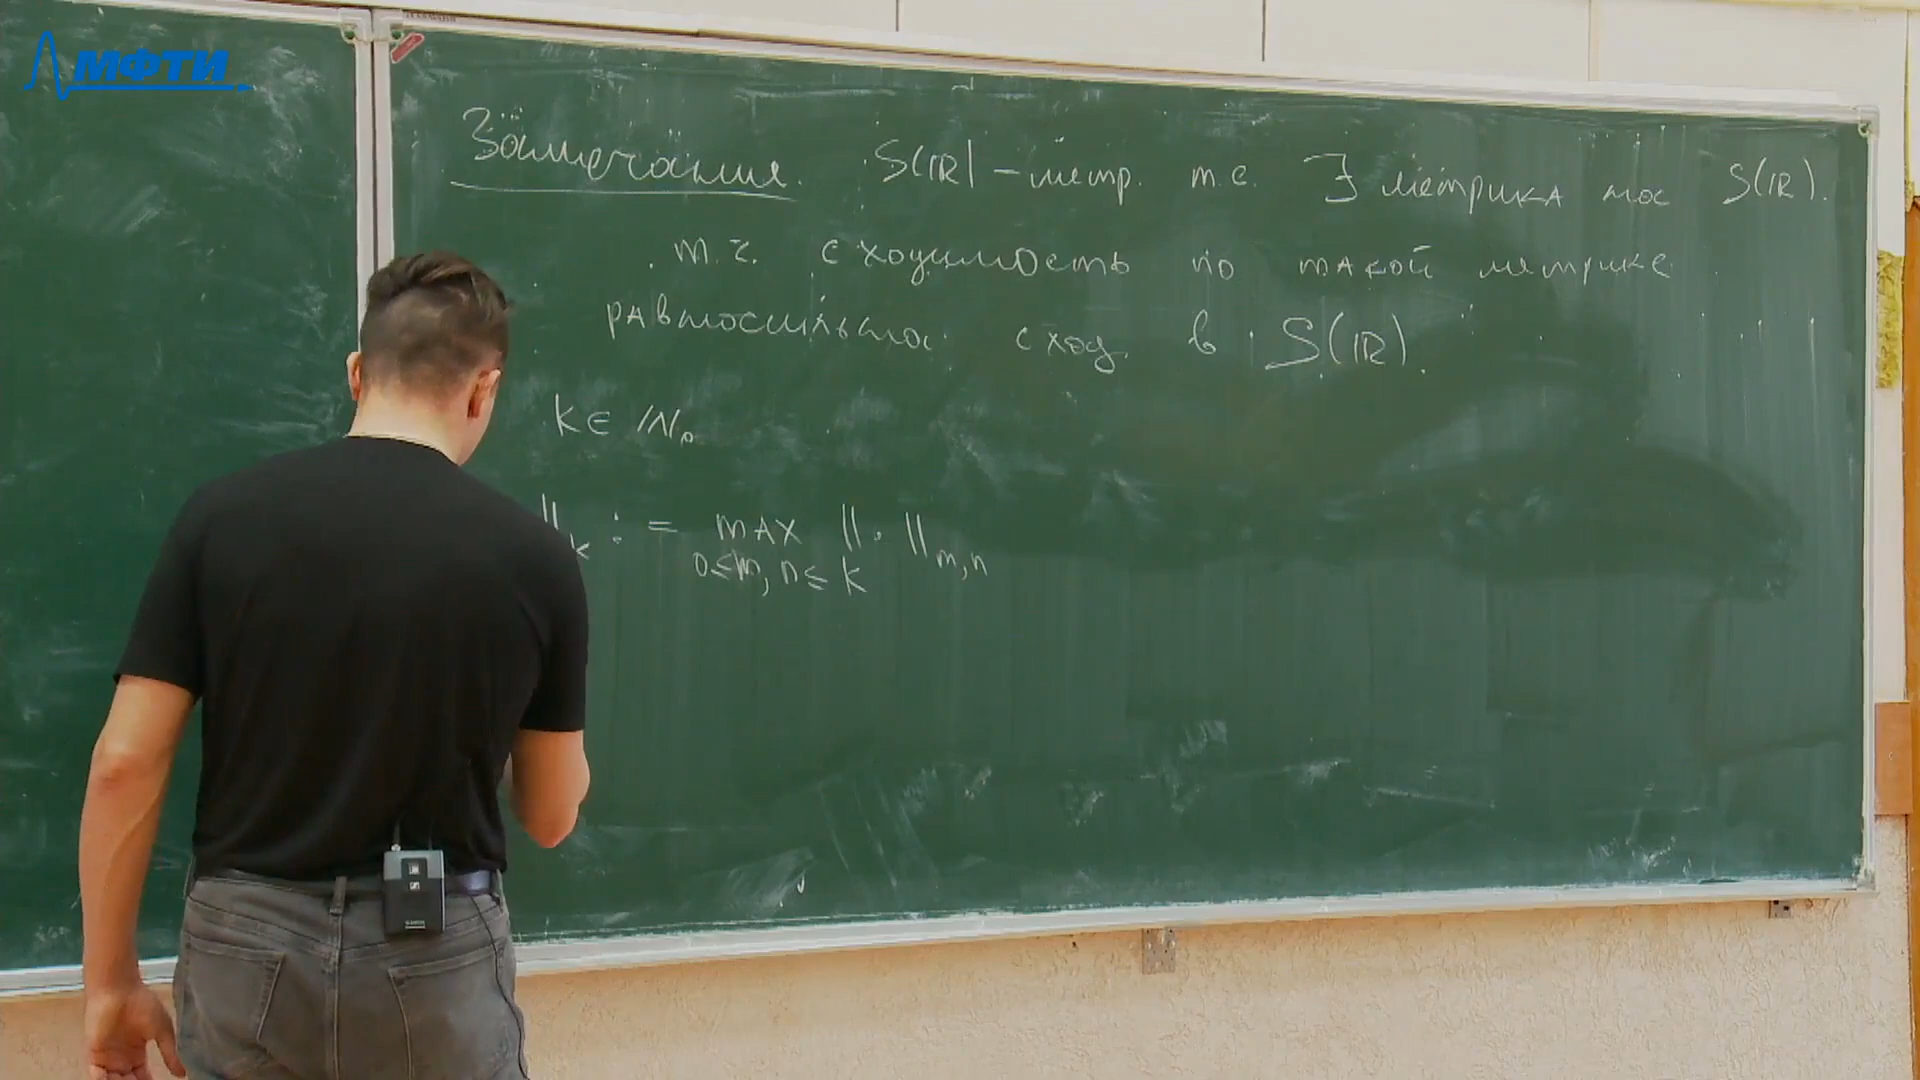 МФТИ
Замечание. S(ℝ) – метр. т.е. ∃ метрика на S(ℝ).
т.ч. сходимость по такой метрике
равносильна сход. в S(ℝ).
k ∈ ℕ₀
‖ₖ := max ‖·‖ₘ,ₙ
0≤m,n≤k